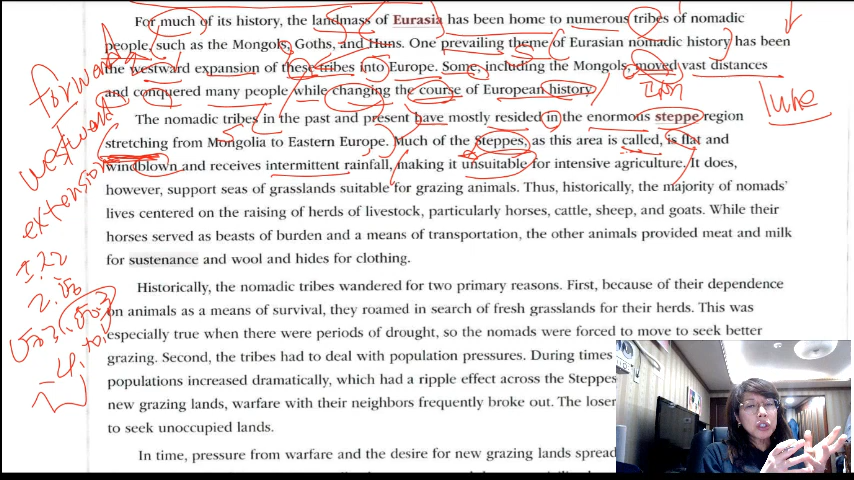 For much of its history, the landmass of Eurasia has been home to numerous tribes of nomadic
people, such as the Mongols, Goths, and Huns. One prevailing theme of Eurasian nomadic history has been
the westward expansion of these tribes into Europe. Some, including the Mongols, moved vast distances
and conquered many people while changing the course of European history.
The nomadic tribes in the past and present have mostly resided in the enormous steppe region
stretching from Mongolia to Eastern Europe. Much of the Steppes, as this area is called, is flat and
windblown and receives intermittent rainfall, making it unsuitable for intensive agriculture. It does,
however, support seas of grasslands suitable for grazing animals. Thus, historically, the majority of nomads'
lives centered on the raising of herds of livestock, particularly horses, cattle, sheep, and goats. While their
horses served as beasts of burden and a means of transportation, the other animals provided meat and milk
for sustenance and wool and hides for clothing.
Historically, the nomadic tribes wandered for two primary reasons. First, because of their dependence
on animals as a means of survival, they roamed in search of fresh grasslands for their herds. This was
especially true when there were periods of drought, so the nomads were forced to move to seek better
grazing. Second, the tribes had to deal with population pressures. During times
populations increased dramatically, which had a ripple effect across the Steppes
new grazing lands, warfare with their neighbors frequently broke out. The loser
to seek unoccupied lands.
In time, pressure from warfare and the desire for new grazing lands spread
forward
westward
extension
lure